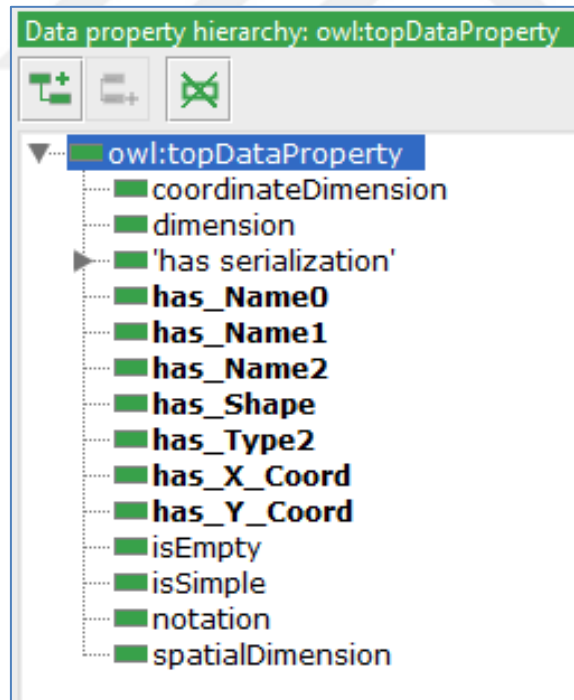 Data property hierarchy: owl:topDataProperty
owl:topDataProperty
coordinateDimension
dimension
'has serialization'
has_Name0
has_Name1
has_Name2
has_Shape
has_Type2
has_X_Coord
has_Y_Coord
isEmpty
isSimple
notation
spatialDimension